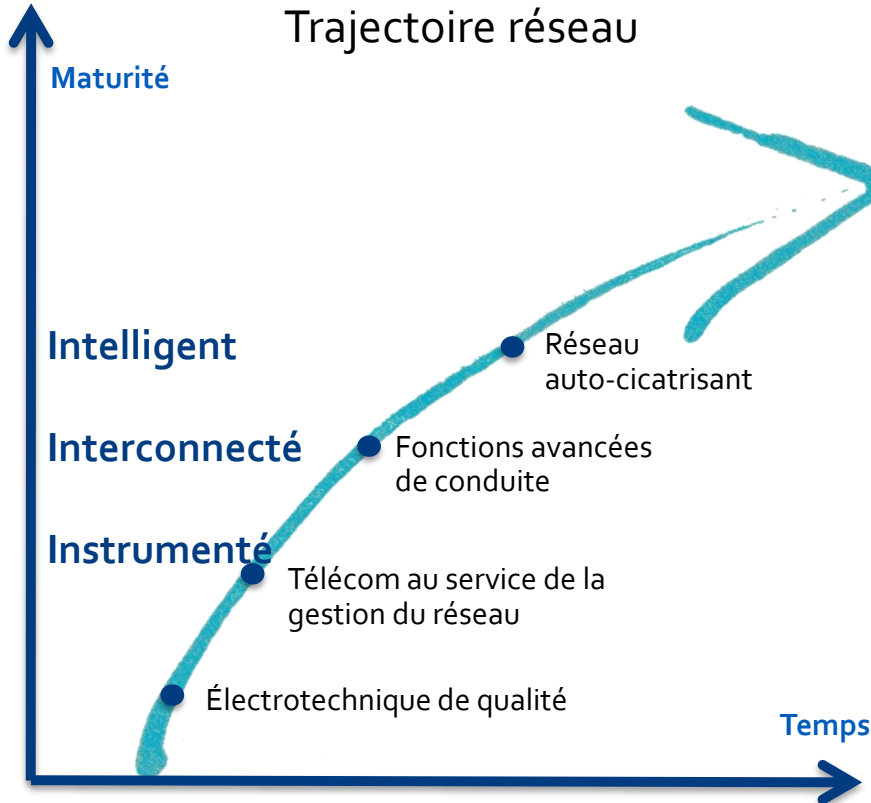 Trajectoire réseau
Maturité
Intelligent
Réseau
auto-cicatrisant
Interconnecté
Fonctions avancées
de conduite
Instrumenté
Télécom au service de la
gestion du réseau
Électrotechnique de qualité
Temps